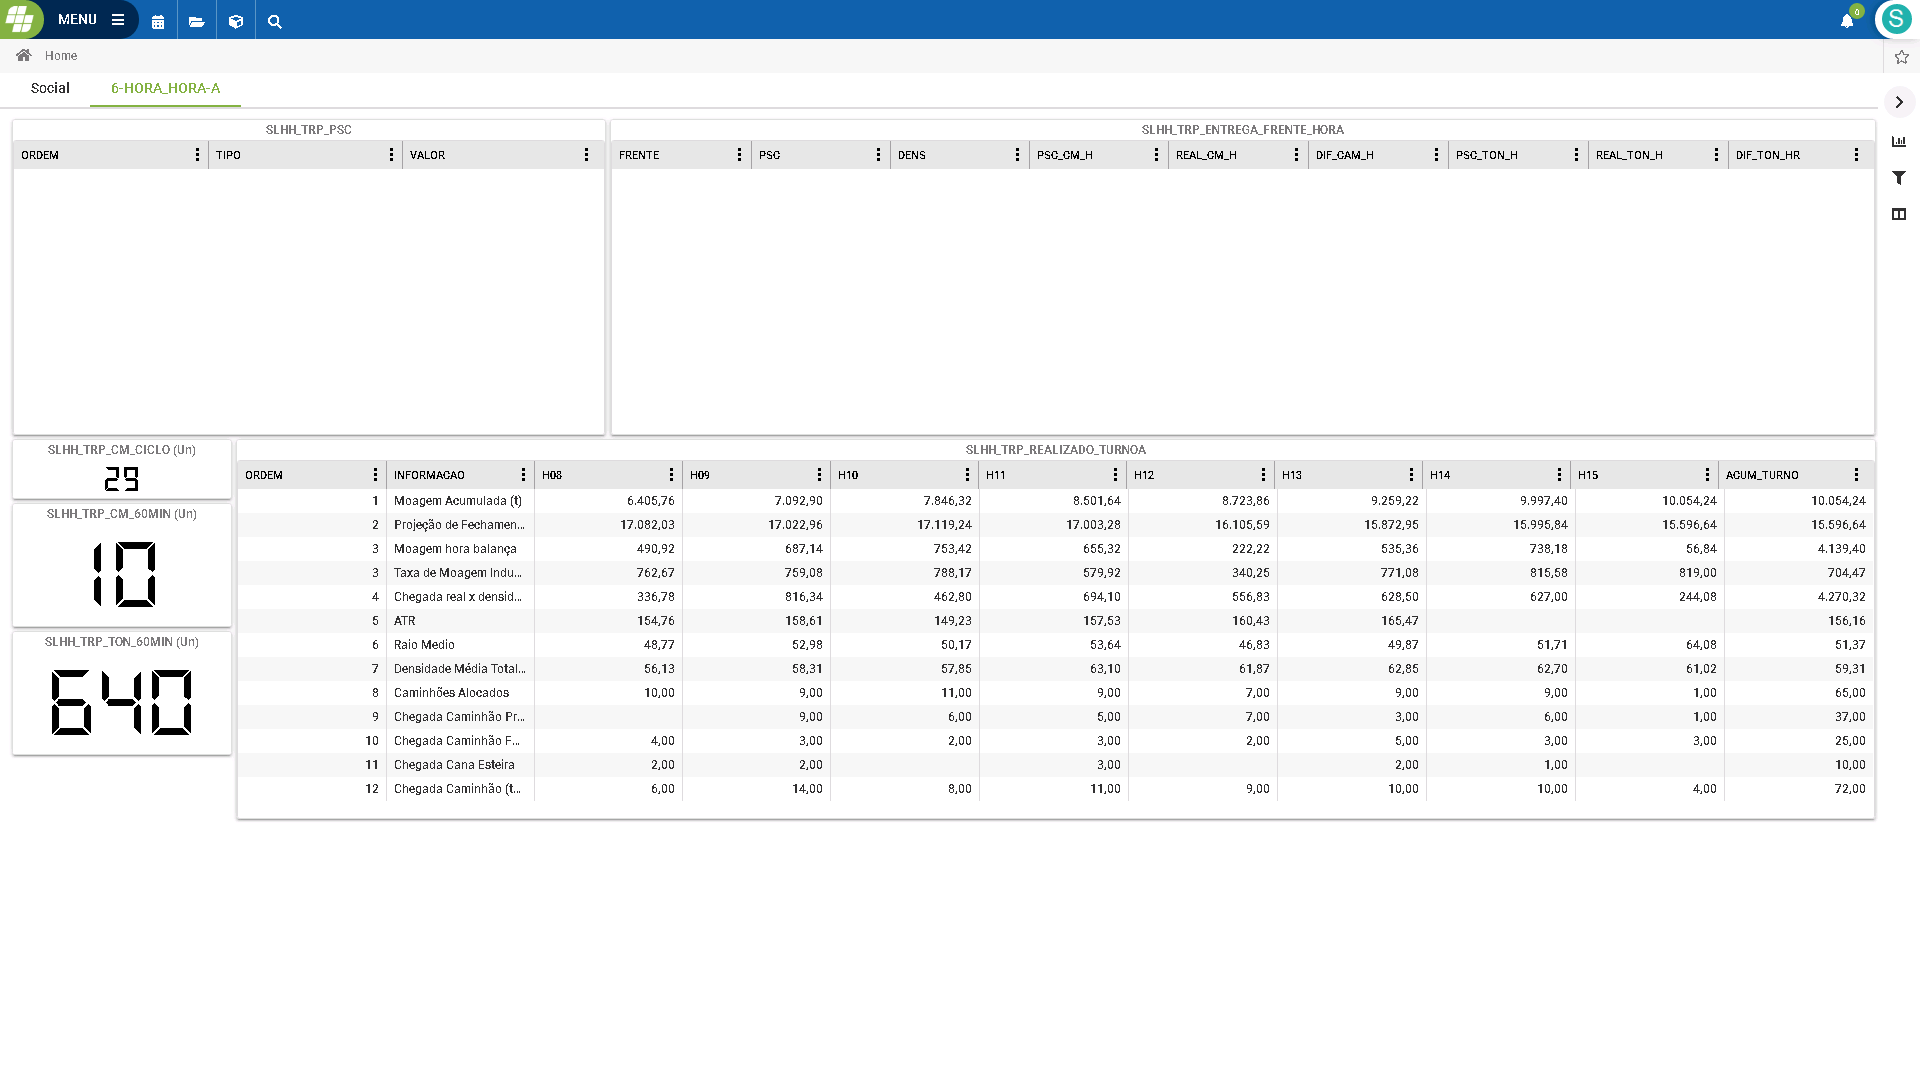 MENU
0
S
Home
Social 6-HORA_HORA-A
SLHH_TRP_PSC
ORDEM TIPO VALOR
SLHH_TRP_ENTREGA_FRENTE_HORA
FRENTE PSC DENS PSC_CM_H REAL_CM_H DIF_CAM_H PSC_TON_H REAL_TON_H DIF_TON_HR
SLHH_TRP_CM_CICLO (Un)
29
SLHH_TRP_CM_60MIN (Un)
10
SLHH_TRP_TON_60MIN (Un)
640
SLHH_TRP_REALIZADO_TURNOA
ORDEM INFORMACAO H08 H09 H10 H11 H12 H13 H14 H15 ACUM_TURNO
1 Moagem Acumulada (t) 6.405,76 7.092,90 7.846,32 8.501,64 8.723,86 9.259,22 9.997,40 10.054,24 10.054,24
2 Projeção de Fechamen... 17.082,03 17.022,96 17.119,24 17.003,28 16.105,59 15.872,95 15.995,84 15.596,64 15.596,64
3 Moagem hora balança 490,92 687,14 753,42 655,32 222,22 535,36 738,18 56,84 4.139,40
3 Taxa de Moagem Indu... 762,67 759,08 788,17 579,92 340,25 771,08 815,58 819,00 704,47
4 Chegada real x densid... 336,78 816,34 462,80 694,10 556,83 628,50 627,00 244,08 4.270,32
5 ATR 154,76 158,61 149,23 157,53 160,43 165,47 156,16
6 Raio Medio 48,77 52,98 50,17 53,64 46,83 49,87 51,71 64,08 51,37
7 Densidade Média Total... 56,13 58,31 57,85 63,10 61,87 62,85 62,70 61,02 59,31
8 Caminhões Alocados 10,00 9,00 11,00 9,00 7,00 9,00 9,00 1,00 65,00
9 Chegada Caminhão Pr... 9,00 6,00 5,00 7,00 3,00 6,00 1,00 37,00
10 Chegada Caminhão F... 4,00 3,00 2,00 3,00 2,00 5,00 3,00 3,00 25,00
11 Chegada Cana Esteira 2,00 2,00 3,00 2,00 1,00 10,00
12 Chegada Caminhão (t... 6,00 14,00 8,00 11,00 9,00 10,00 10,00 4,00 72,00